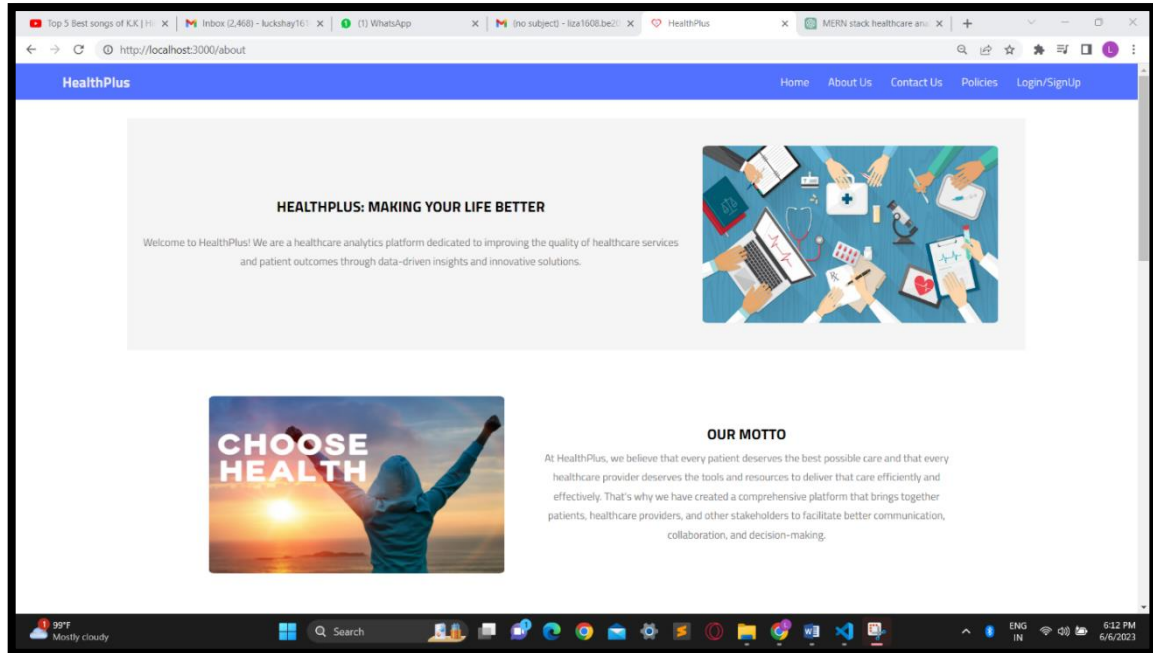 Top 5 Best songs of K.K | Hi
Inbox (2,468) - luckshay161
(1) WhatsApp
(no subject) - liza1608.be20
HealthPlus
MERN stack healthcare ana
http://localhost:3000/about
L
HealthPlus
Home About Us Contact Us Policies Login/SignUp
HEALTHPLUS: MAKING YOUR LIFE BETTER
Welcome to HealthPlus! We are a healthcare analytics platform dedicated to improving the quality of healthcare services
and patient outcomes through data-driven insights and innovative solutions.
CHOOSE
HEALTH
OUR MOTTO
At HealthPlus, we believe that every patient deserves the best possible care and that every
healthcare provider deserves the tools and resources to deliver that care efficiently and
effectively. That's why we have created a comprehensive platform that brings together
patients, healthcare providers, and other stakeholders to facilitate better communication,
collaboration, and decision-making.
1
99°F
Mostly cloudy
Search
ENG
IN
6:12 PM
6/6/2023